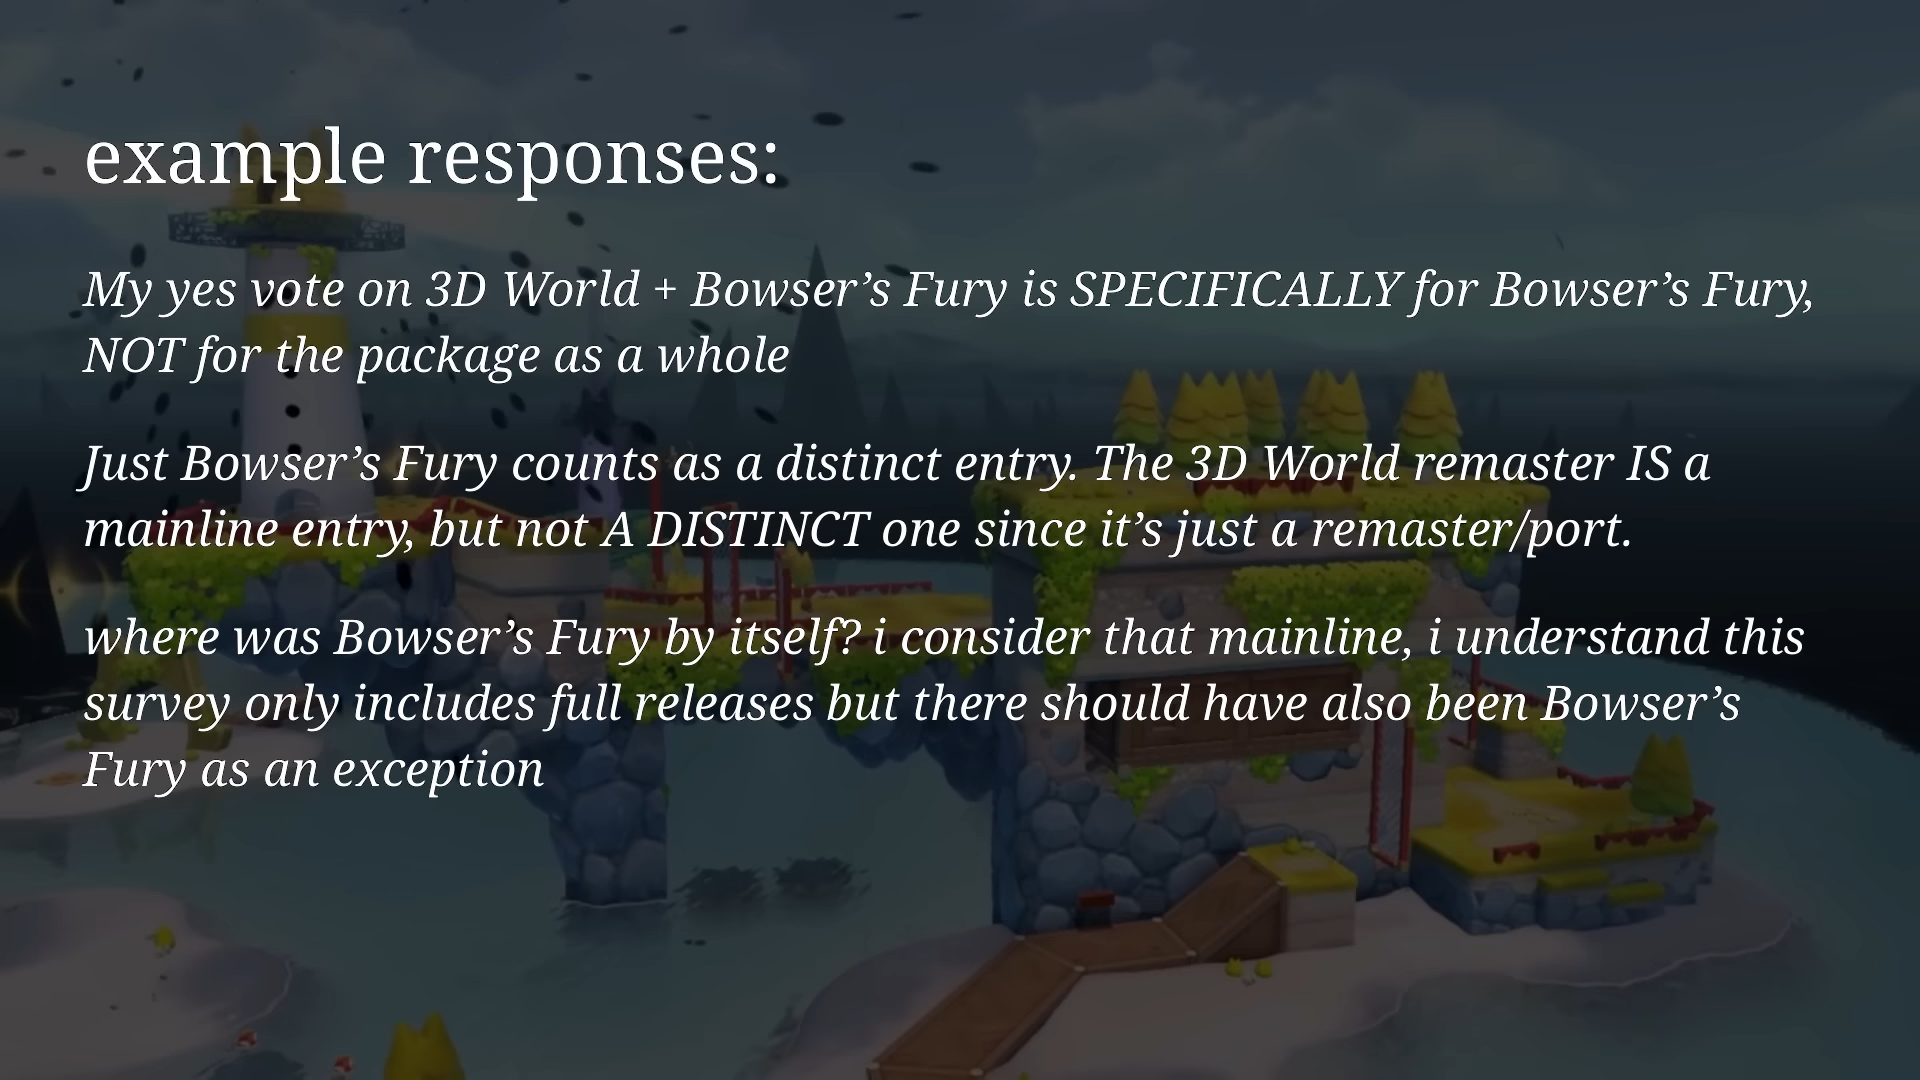 example responses:
My yes vote on 3D World + Bowser’s Fury is SPECIFICALLY for Bowser’s Fury,
NOT for the package as a whole
Just Bowser’s Fury counts as a distinct entry. The 3D World remaster IS a
mainline entry, but not A DISTINCT one since it’s just a remaster/port.
where was Bowser’s Fury by itself? i consider that mainline, i understand this
survey only includes full releases but there should have also been Bowser’s
Fury as an exception